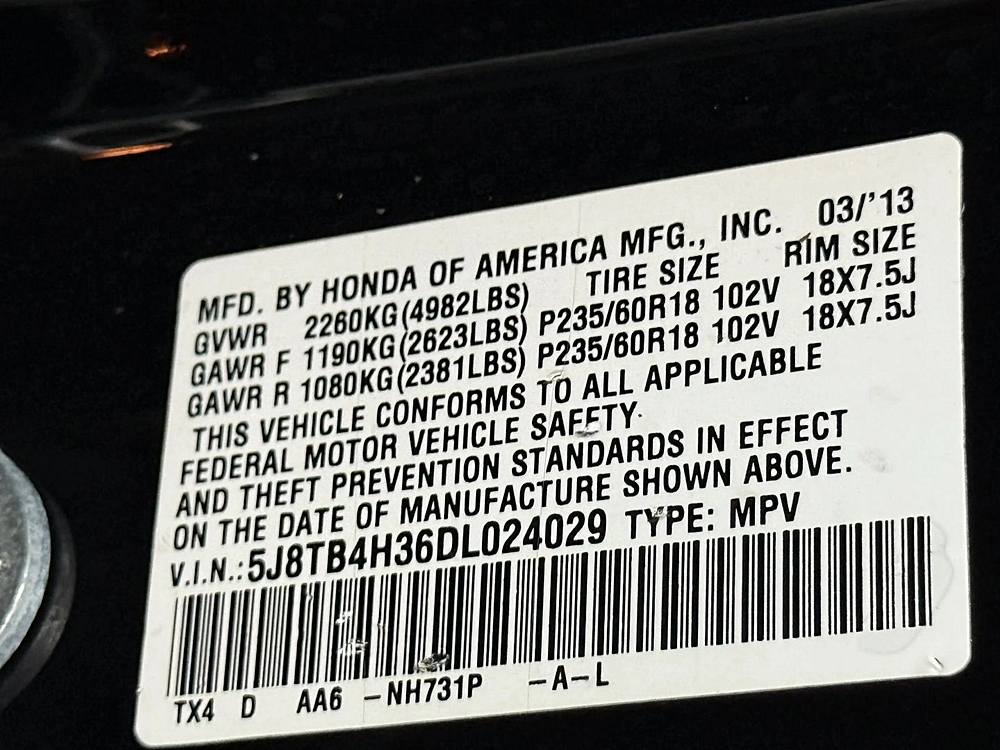 MFD. BY HONDA OF AMERICA MFG., INC. 03/'13
GVWR 2260KG(4982LBS) TIRE SIZE RIM SIZE
GAWR F 1190KG(2623LBS) P235/60R18 102V 18X7.5J
GAWR R 1080KG(2381LBS) P235/60R18 102V 18X7.5J
THIS VEHICLE CONFORMS TO ALL APPLICABLE
FEDERAL MOTOR VEHICLE SAFETY
AND THEFT PREVENTION STANDARDS IN EFFECT
ON THE DATE OF MANUFACTURE SHOWN ABOVE.
V.I.N.:5J8TB4H36DL024029 TYPE: MPV
TX4 D AA6 -NH731P -A-L